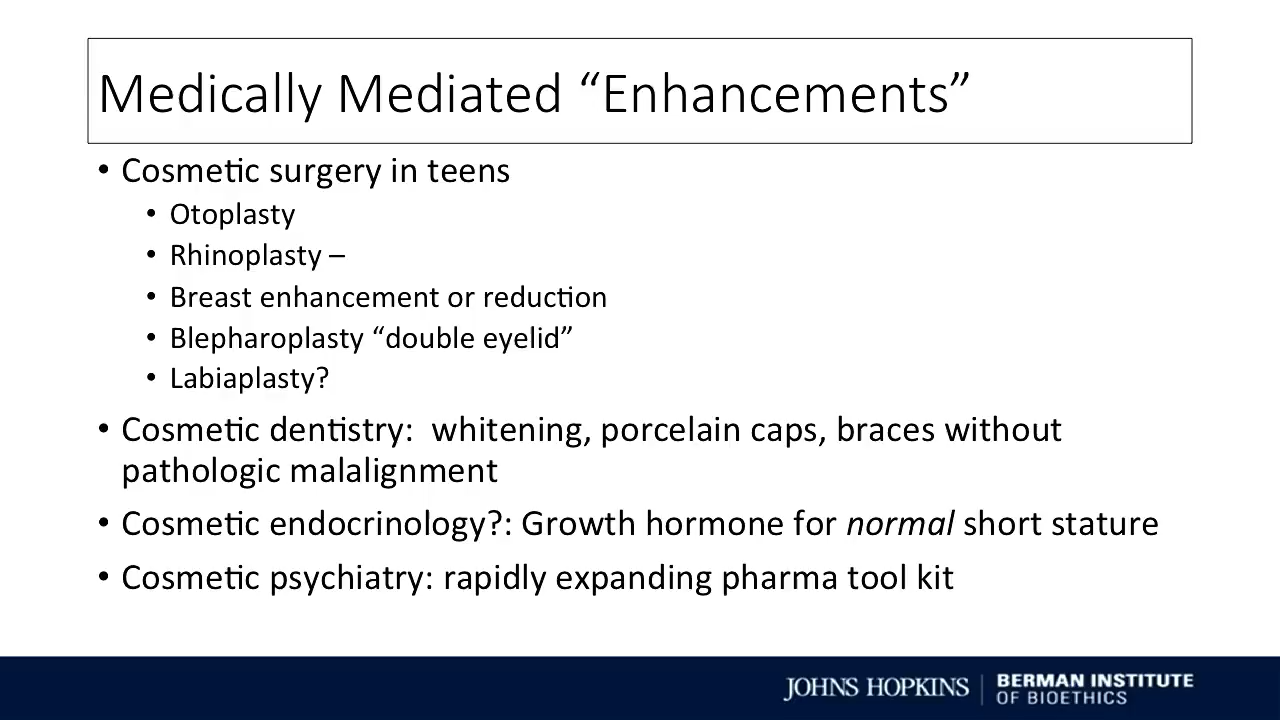 Medically Mediated “Enhancements”
• Cosmetic surgery in teens
• Otoplasty
• Rhinoplasty –
• Breast enhancement or reduction
• Blepharoplasty “double eyelid”
• Labiaplasty?
• Cosmetic dentistry:  whitening, porcelain caps, braces without
pathologic malalignment
• Cosmetic endocrinology?: Growth hormone for normal short stature
• Cosmetic psychiatry: rapidly expanding pharma tool kit
JOHNS HOPKINS
BERMAN INSTITUTE
OF BIOETHICS